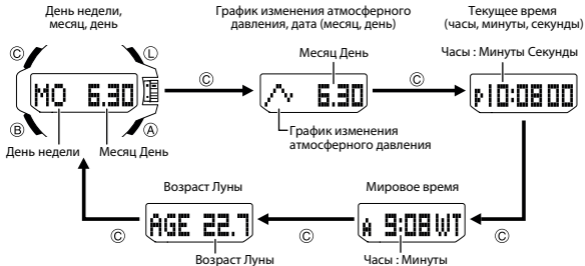 День недели,
месяц, день
График изменения атмосферного
давления, дата (месяц, день)
Текущее время
(часы, минуты, секунды)
Ⓒ
Ⓛ
Ⓑ
Ⓐ
MO 6.30
День недели
Месяц День
Ⓒ
Месяц День
6.30
График изменения
атмосферного давления
Ⓒ
Часы : Минуты Секунды
P10:08 00
Ⓒ
Мировое время
A 9:08 WT
Часы : Минуты
Ⓒ
Возраст Луны
AGE 22.7
Возраст Луны
Ⓒ